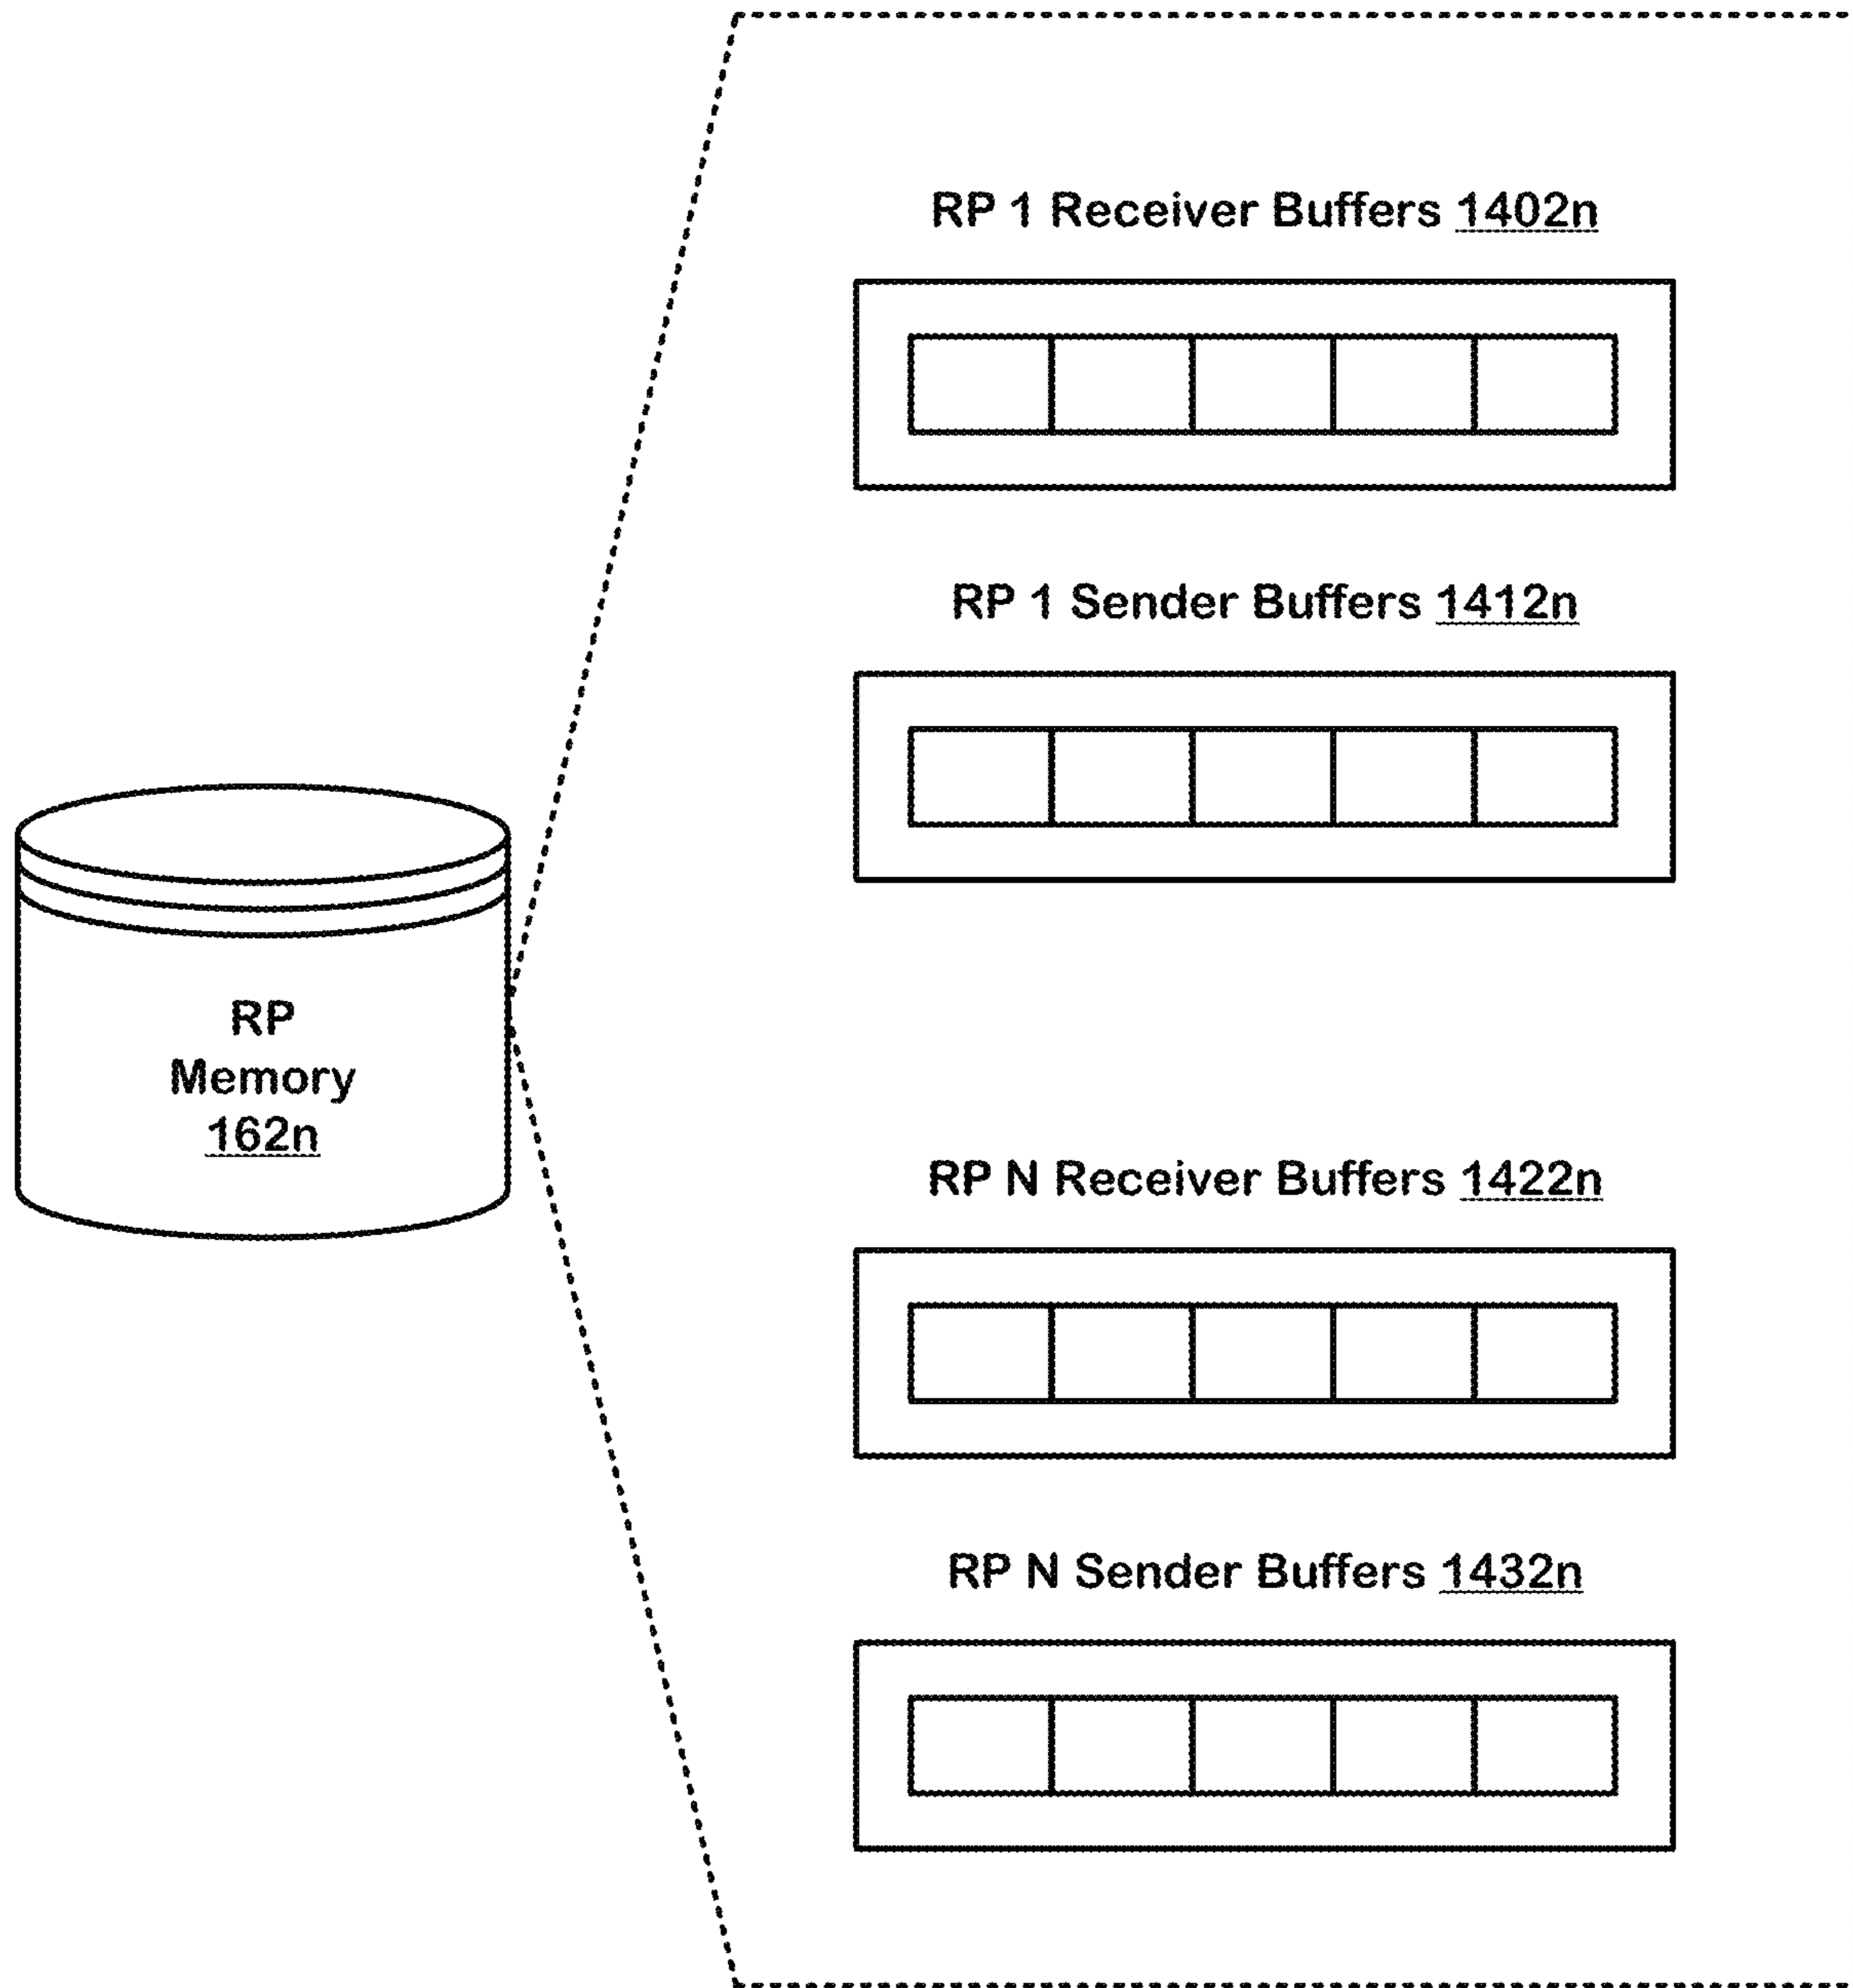 RP 1 Receiver Buffers 1402n
RP 1 Sender Buffers 1412n
RP
Memory
162n
RP N Receiver Buffers 1422n
RP N Sender Buffers 1432n